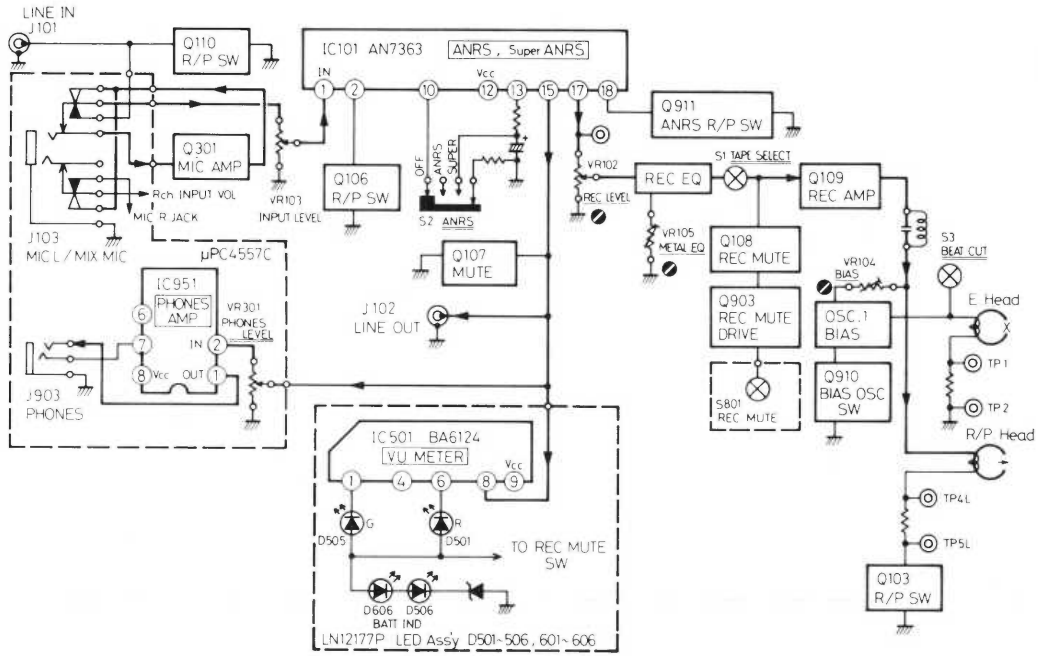 LINE IN
J101
Q110
R/P SW
IC101 AN7363
ANRS, Super ANRS
IN
Vcc
1
2
10
12
13
15
17
18
Q911
ANRS R/P SW
Q301
MIC AMP
Rch INPUT VOL
MIC R JACK
J103
MIC L / MIX MIC
VR103
INPUT LEVEL
Q106
R/P SW
OFF
ANRS
SUPER
+
S2 ANRS
VR102
REC LEVEL
S1 TAPE SELECT
REC EQ
Q109
REC AMP
VR105
METAL EQ
Q108
REC MUTE
Q903
REC MUTE
DRIVE
S801
REC MUTE
Q107
MUTE
J102
LINE OUT
S3
BEAT CUT
VR104
BIAS
OSC.1
BIAS
Q910
BIAS OSC
SW
E. Head
TP1
TP2
R/P. Head
TP4L
TP5L
Q103
R/P SW
µPC4557C
IC951
PHONES
AMP
6
7
8
Vcc
IN
2
OUT
1
VR301
PHONES
LEVEL
J903
PHONES
IC501 BA6124
VU METER
Vcc
1
4
6
8
9
G
D505
R
D501
TO REC MUTE
SW
D606
D506
BATT IND
LN12177P LED Ass'y D501~506, 601~606